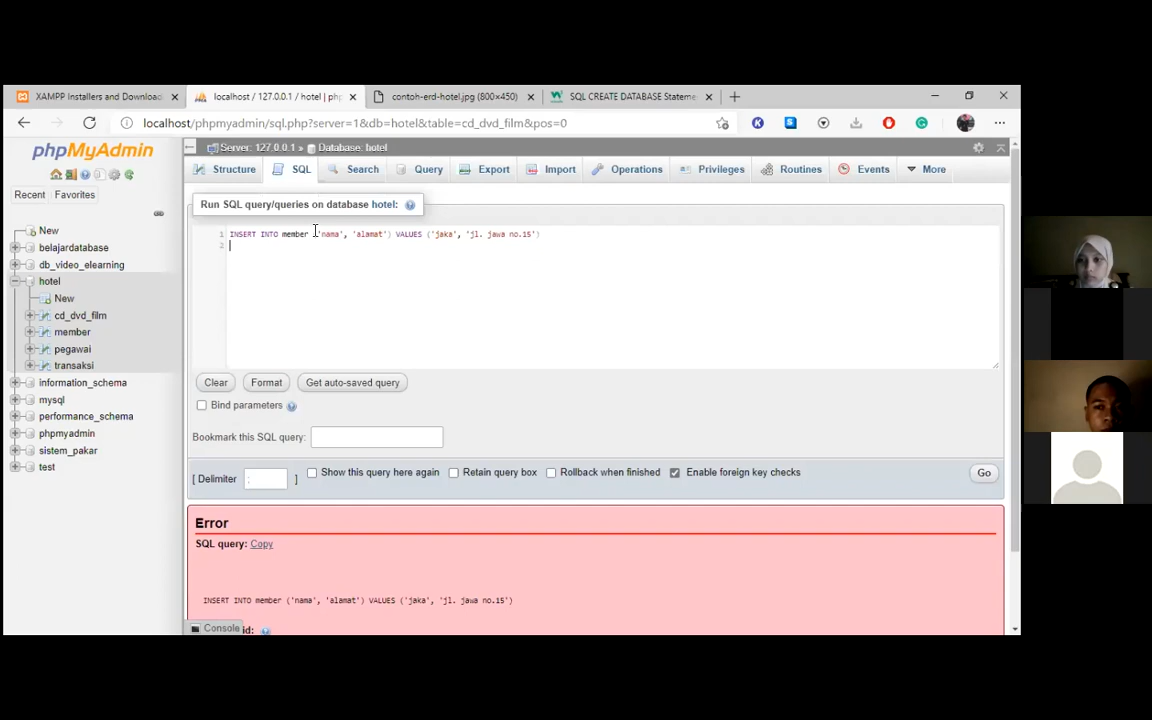 XAMPP Installers and Download
localhost / 127.0.0.1 / hotel | ph
contoh-erd-hotel.jpg (800×450)
SQL CREATE DATABASE Stateme
localhost/phpmyadmin/sql.php?server=1&db=hotel&table=cd_dvd_film&pos=0
phpMyAdmin
Recent
Favorites
New
belajardatabase
db_video_elearning
hotel
New
cd_dvd_film
member
pegawai
transaksi
information_schema
mysql
performance_schema
phpmyadmin
sistem_pakar
test
Server: 127.0.0.1 » Database: hotel
Structure
SQL
Search
Query
Export
Import
Operations
Privileges
Routines
Events
More
Run SQL query/queries on database hotel:
1 INSERT INTO member ('nama', 'alamat') VALUES ('jaka', 'jl. jawa no.15')
2
Clear
Format
Get auto-saved query
Bind parameters
Bookmark this SQL query:
[ Delimiter ; ]
Show this query here again
Retain query box
Rollback when finished
Enable foreign key checks
Go
Error
SQL query: Copy
INSERT INTO member ('nama', 'alamat') VALUES ('jaka', 'jl. jawa no.15')
Console
id: